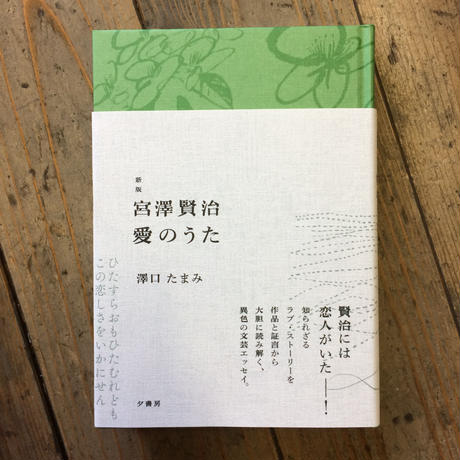 新版
宮澤賢治
愛のうた
澤口 たまみ
賢治には
恋人がいた――!
知られざる
ラブ・ストーリーを
作品と証言から
大胆に読み解く、
異色の文芸エッセイ。
ひたすらおもひたむれども
この恋しさをいかにせん
夕書房